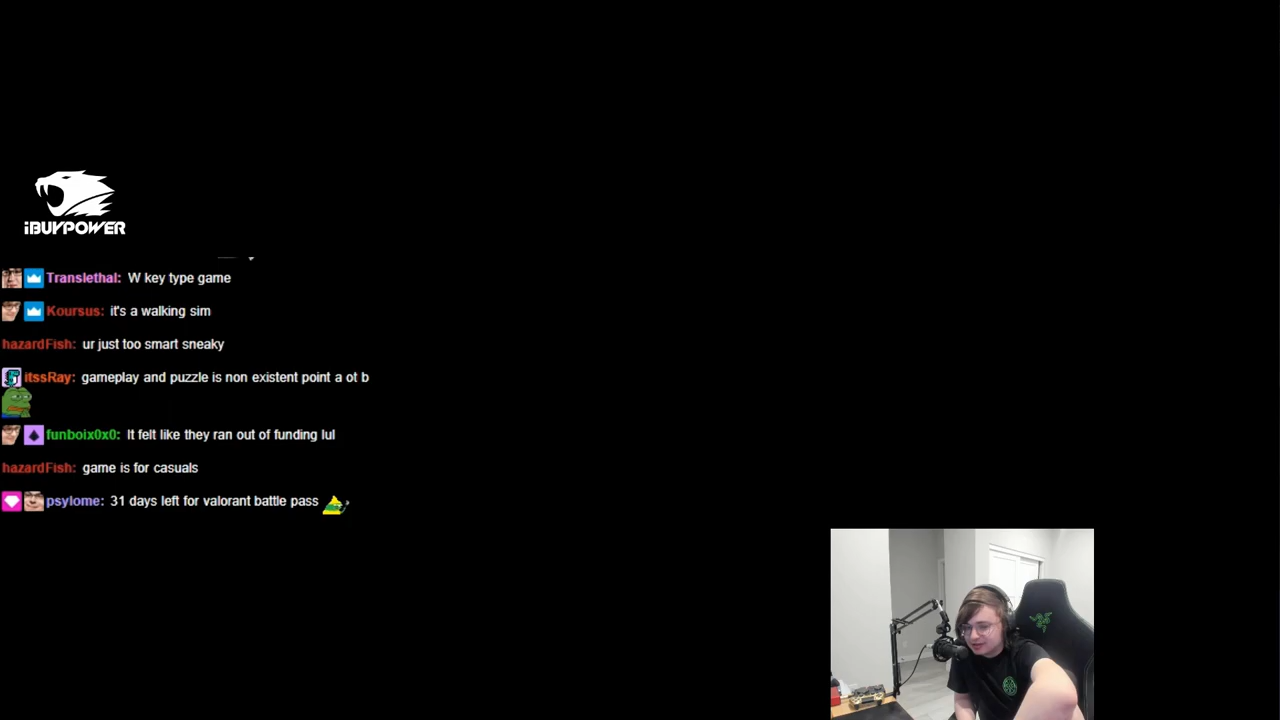 iBUYPOWER
Translethal: W key type game
Koursus: it's a walking sim
hazardFish: ur just too smart sneaky
itssRay: gameplay and puzzle is non existent point a ot b
funboix0x0: It felt like they ran out of funding lul
hazardFish: game is for casuals
psylome: 31 days left for valorant battle pass